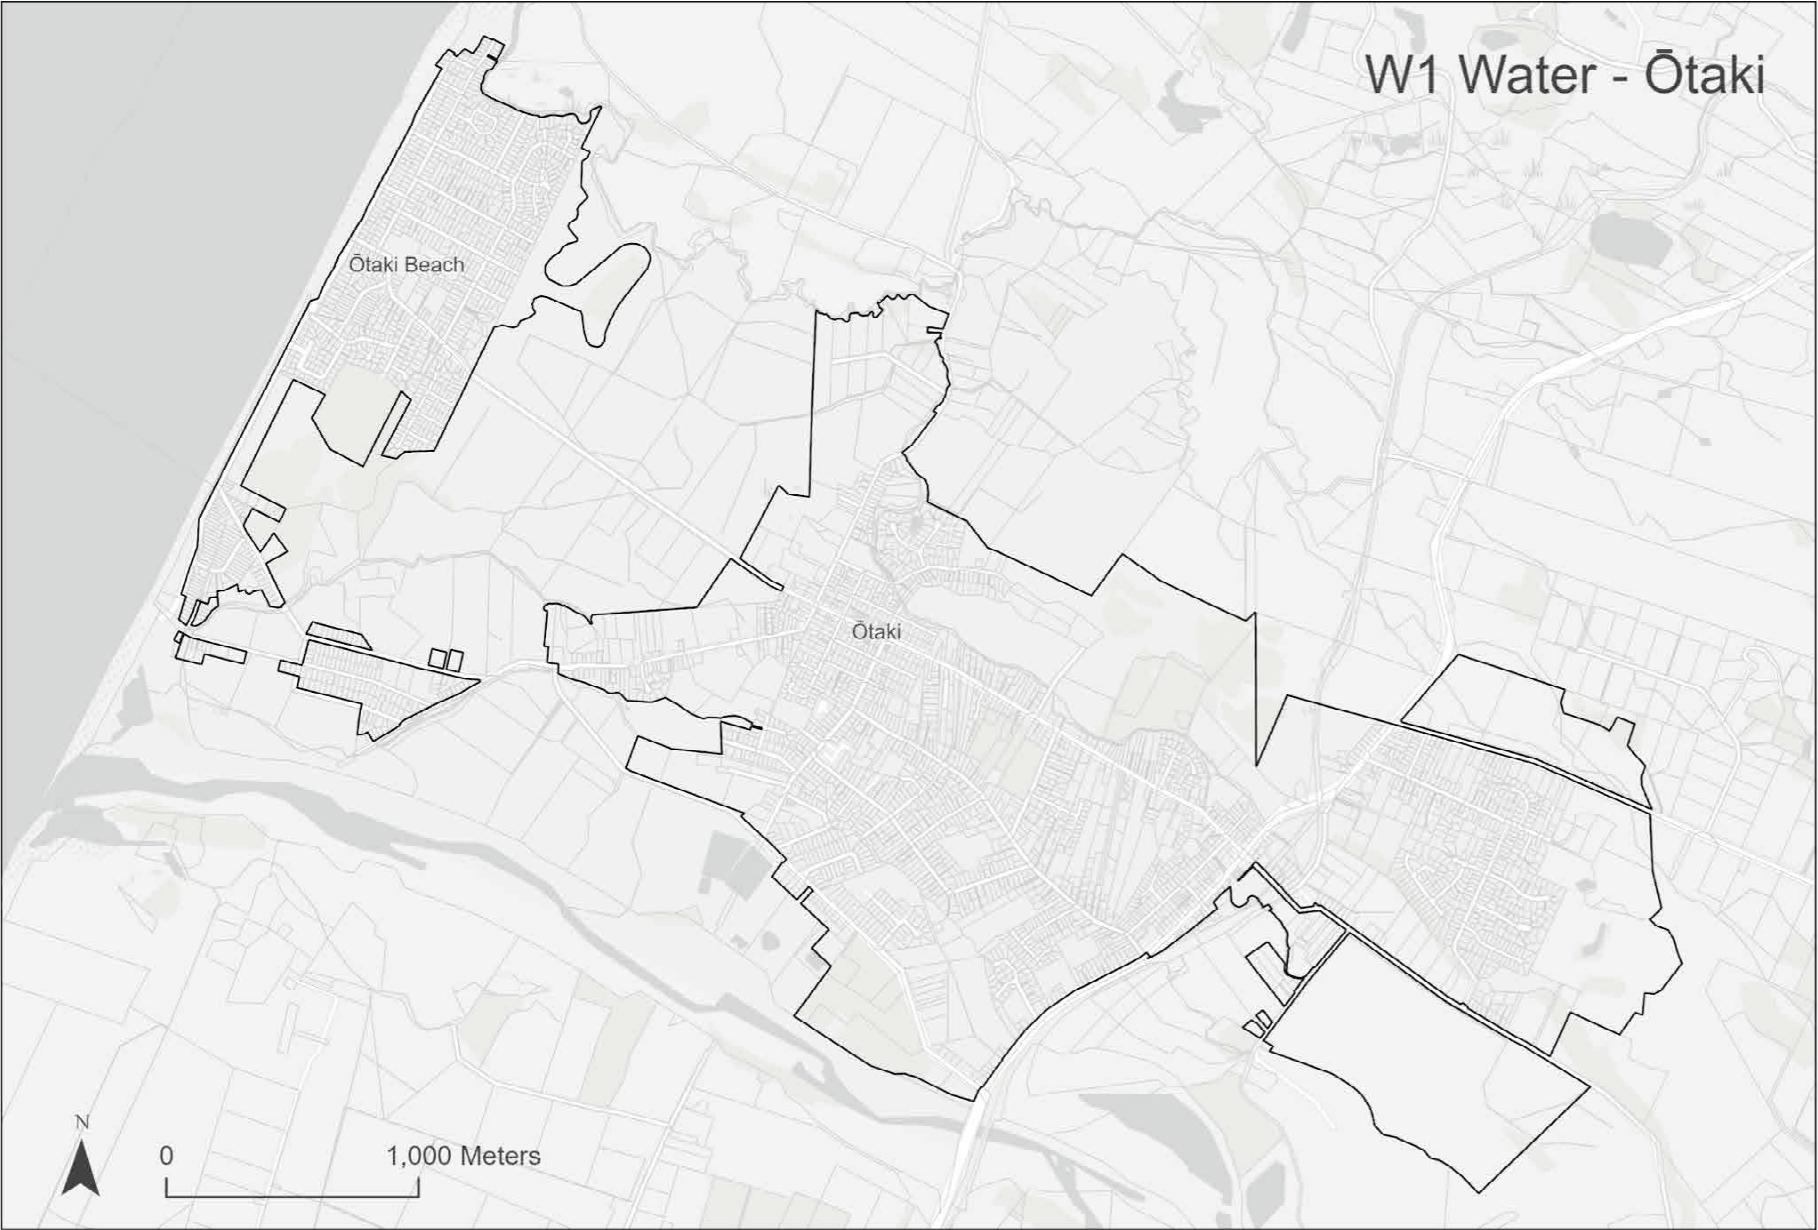 W1 Water - Ōtaki
Ōtaki Beach
Ōtaki
N
0 1,000 Meters